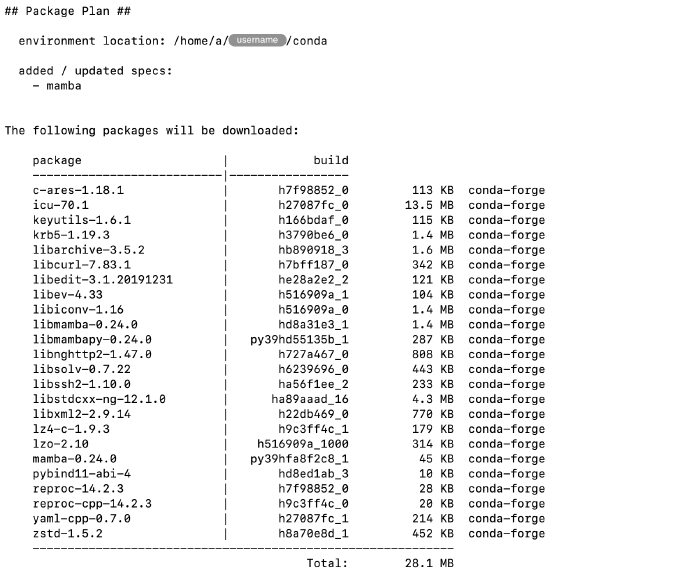 ## Package Plan ##
environment location: /home/a/username/conda
added / updated specs:
- mamba
The following packages will be downloaded:
package | build
---------------------------|-----------------
c-ares-1.18.1 | h7f98852_0 113 KB conda-forge
icu-70.1 | h27087fc_0 13.5 MB conda-forge
keyutils-1.6.1 | h166bdaf_0 115 KB conda-forge
krb5-1.19.3 | h3790be6_0 1.4 MB conda-forge
libarchive-3.5.2 | hb890918_3 1.6 MB conda-forge
libcurl-7.83.1 | h7bff187_0 342 KB conda-forge
libedit-3.1.20191231 | he28a2e2_2 121 KB conda-forge
libev-4.33 | h516909a_1 104 KB conda-forge
libiconv-1.16 | h516909a_0 1.4 MB conda-forge
libmamba-0.24.0 | hd8a31e3_1 1.4 MB conda-forge
libmambapy-0.24.0 | py39hd55135b_1 287 KB conda-forge
libnghttp2-1.47.0 | h727a467_0 808 KB conda-forge
libsolv-0.7.22 | h6239696_0 443 KB conda-forge
libssh2-1.10.0 | ha56f1ee_2 233 KB conda-forge
libstdcxx-ng-12.1.0 | ha89aaad_16 4.3 MB conda-forge
libxml2-2.9.14 | h22db469_0 770 KB conda-forge
lz4-c-1.9.3 | h9c3ff4c_1 179 KB conda-forge
lzo-2.10 | h516909a_1000 314 KB conda-forge
mamba-0.24.0 | py39hfa8f2c8_1 45 KB conda-forge
pybind11-abi-4 | hd8ed1ab_3 10 KB conda-forge
reproc-14.2.3 | h7f98852_0 28 KB conda-forge
reproc-cpp-14.2.3 | h9c3ff4c_0 20 KB conda-forge
yaml-cpp-0.7.0 | h27087fc_1 214 KB conda-forge
zstd-1.5.2 | h8a70e8d_1 452 KB conda-forge
------------------------------------------------------------
Total: 28.1 MB